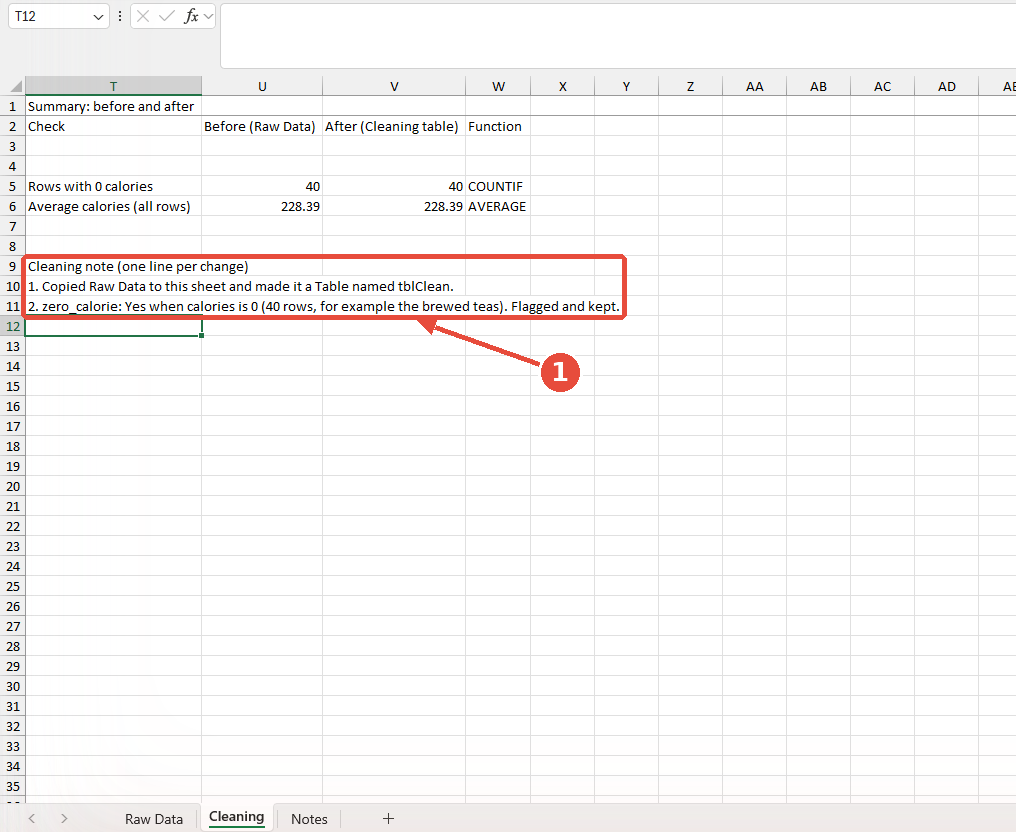 T12
fx
T U V W X Y Z AA AB AC AD AE
1 Summary: before and after
2 Check Before (Raw Data) After (Cleaning table) Function
3
4
5 Rows with 0 calories 40 40 COUNTIF
6 Average calories (all rows) 228.39 228.39 AVERAGE
7
8
9 Cleaning note (one line per change)
10 1. Copied Raw Data to this sheet and made it a Table named tblClean.
11 2. zero_calorie: Yes when calories is 0 (40 rows, for example the brewed teas). Flagged and kept.
12
13
1
14
15
16
17
18
19
20
21
22
23
24
25
26
27
28
29
30
31
32
33
34
35
Raw Data Cleaning Notes